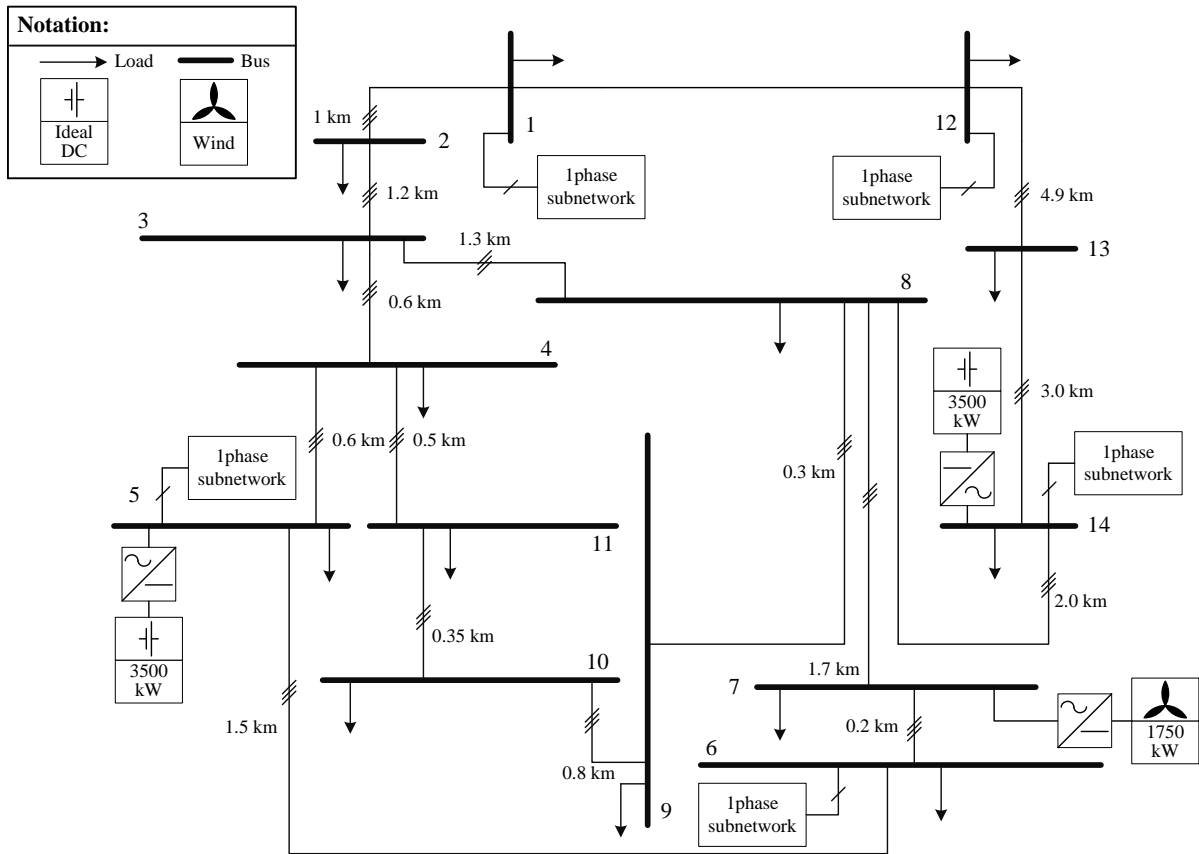 Notation:
Load
Bus
Ideal
DC
Wind
1 km
2
1
12
1phase
subnetwork
1phase
subnetwork
1.2 km
4.9 km
3
1.3 km
13
8
0.6 km
4
3500
kW
3.0 km
0.6 km
0.5 km
0.3 km
1phase
subnetwork
1phase
subnetwork
5
11
14
2.0 km
0.35 km
3500
kW
10
1.7 km
7
1.5 km
0.2 km
1750
kW
6
0.8 km
9
1phase
subnetwork